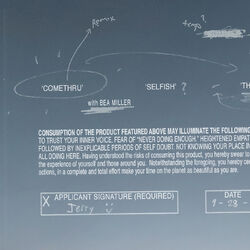 Remix
?
'COMETHRU'
'SELFISH'
?
'TH
with BEA MILLER
CONSUMPTION OF THE PRODUCT FEATURED ABOVE MAY ILLUMINATE THE FOLLOWING
TO TRUST YOUR INNER VOICE. FEAR OF "NEVER DOING ENOUGH." HEIGHTENED EMPAT
FOLLOWED BY INEXPLICABLE PERIODS OF SELF DOUBT. NOT KNOWING YOUR PLACE IN
ALL DOING HERE. Having understood the risks of consuming this product, you hereby swear to
the experience of yourself and those around you. Notwithstanding the foregoing, you hereby
actions, in a complete and total effort make your time on the planet as beautiful as you are.
APPLICANT SIGNATURE (REQUIRED)
DATE
X
Jerry
9-23-